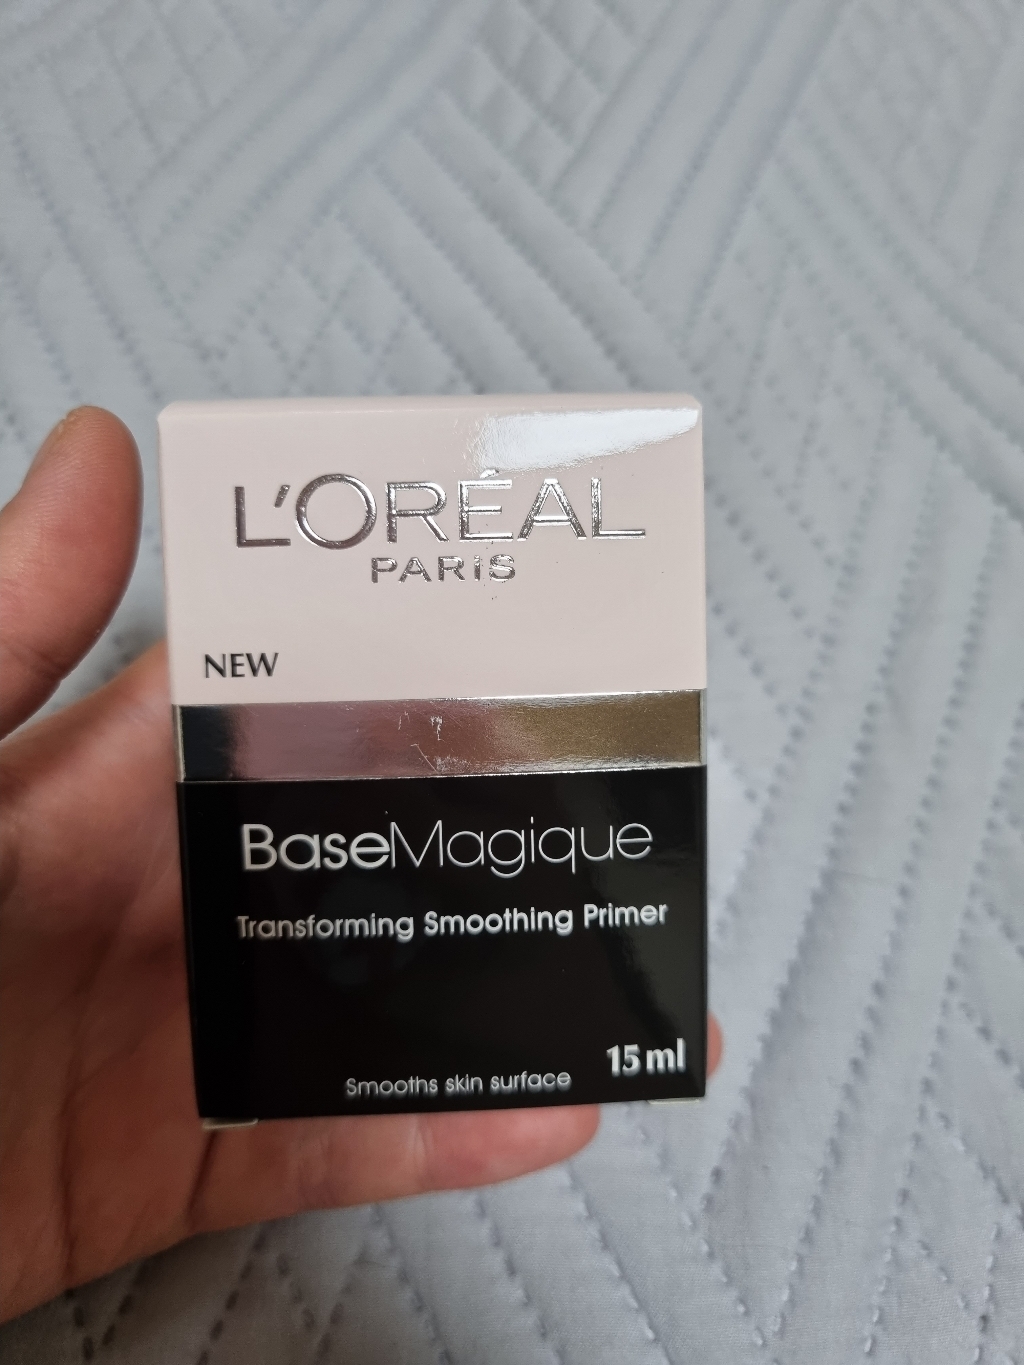 L'ORÉAL
PARIS
NEW
BaseMagique
Transforming Smoothing Primer
15 ml
Smooths skin surface